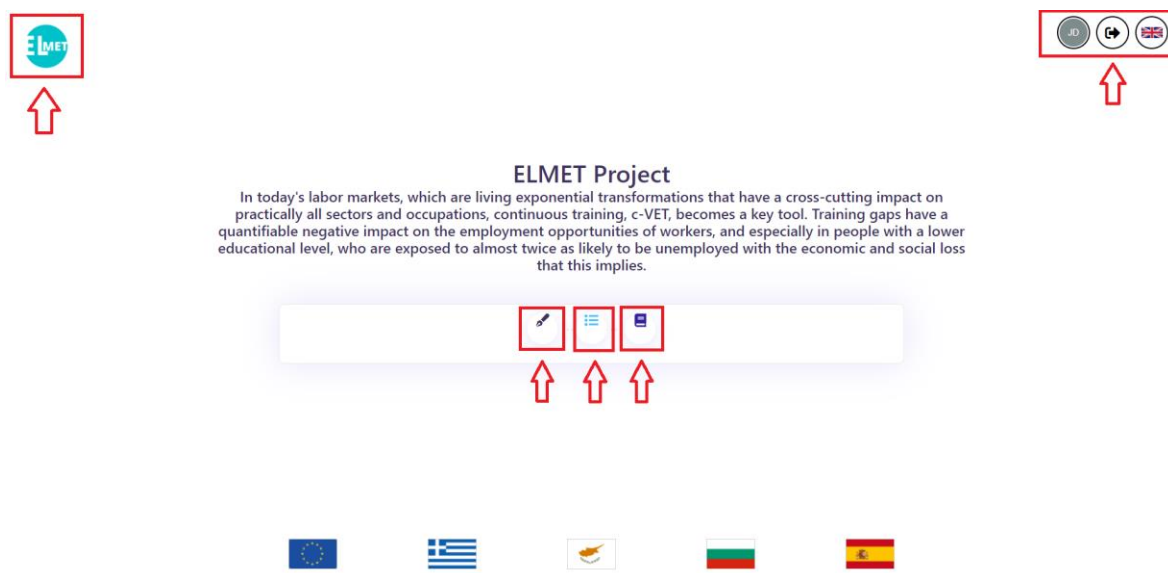 ELMET
JD
ELMET Project
In today's labor markets, which are living exponential transformations that have a cross-cutting impact on
practically all sectors and occupations, continuous training, c-VET, becomes a key tool. Training gaps have a
quantifiable negative impact on the employment opportunities of workers, and especially in people with a lower
educational level, who are exposed to almost twice as likely to be unemployed with the economic and social loss
that this implies.